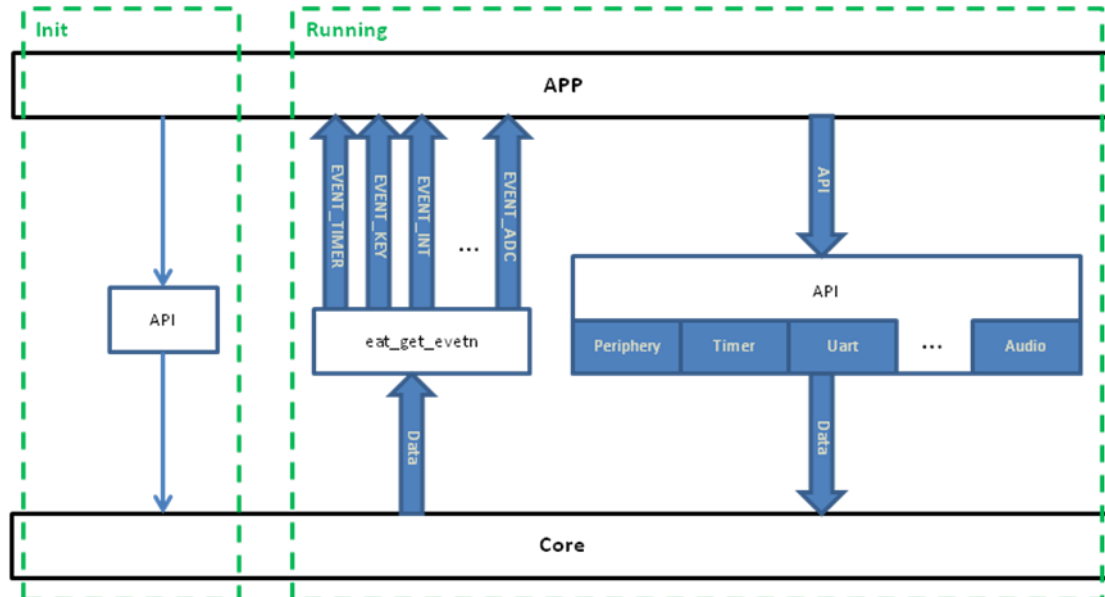 Init
Running
APP
EVENT_TIMER
EVENT_KEY
EVENT_INT
...
EVENT_ADC
API
API
API
eat_get_evetn
Periphery
Timer
Uart
...
Audio
Data
Data
Core